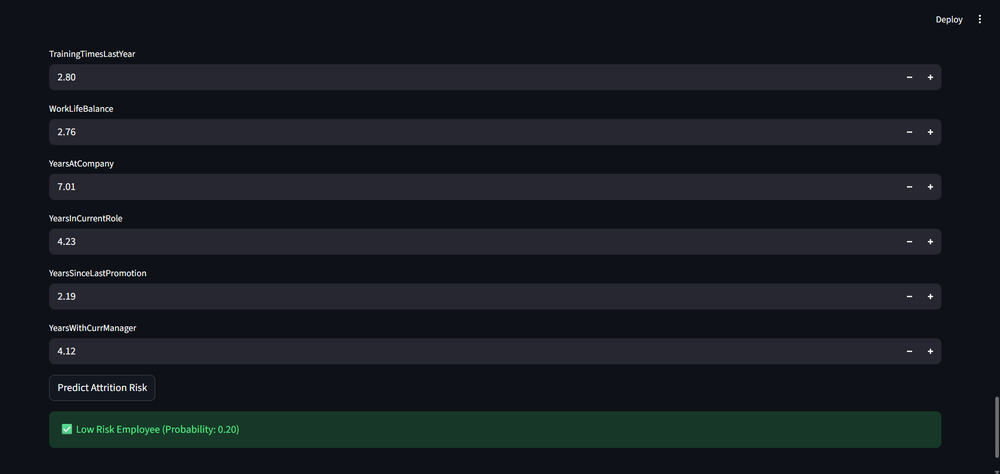 Deploy
TrainingTimesLastYear
2.80
WorkLifeBalance
2.76
YearsAtCompany
7.01
YearsInCurrentRole
4.23
YearsSinceLastPromotion
2.19
YearsWithCurrManager
4.12
Predict Attrition Risk
✅ Low Risk Employee (Probability: 0.20)